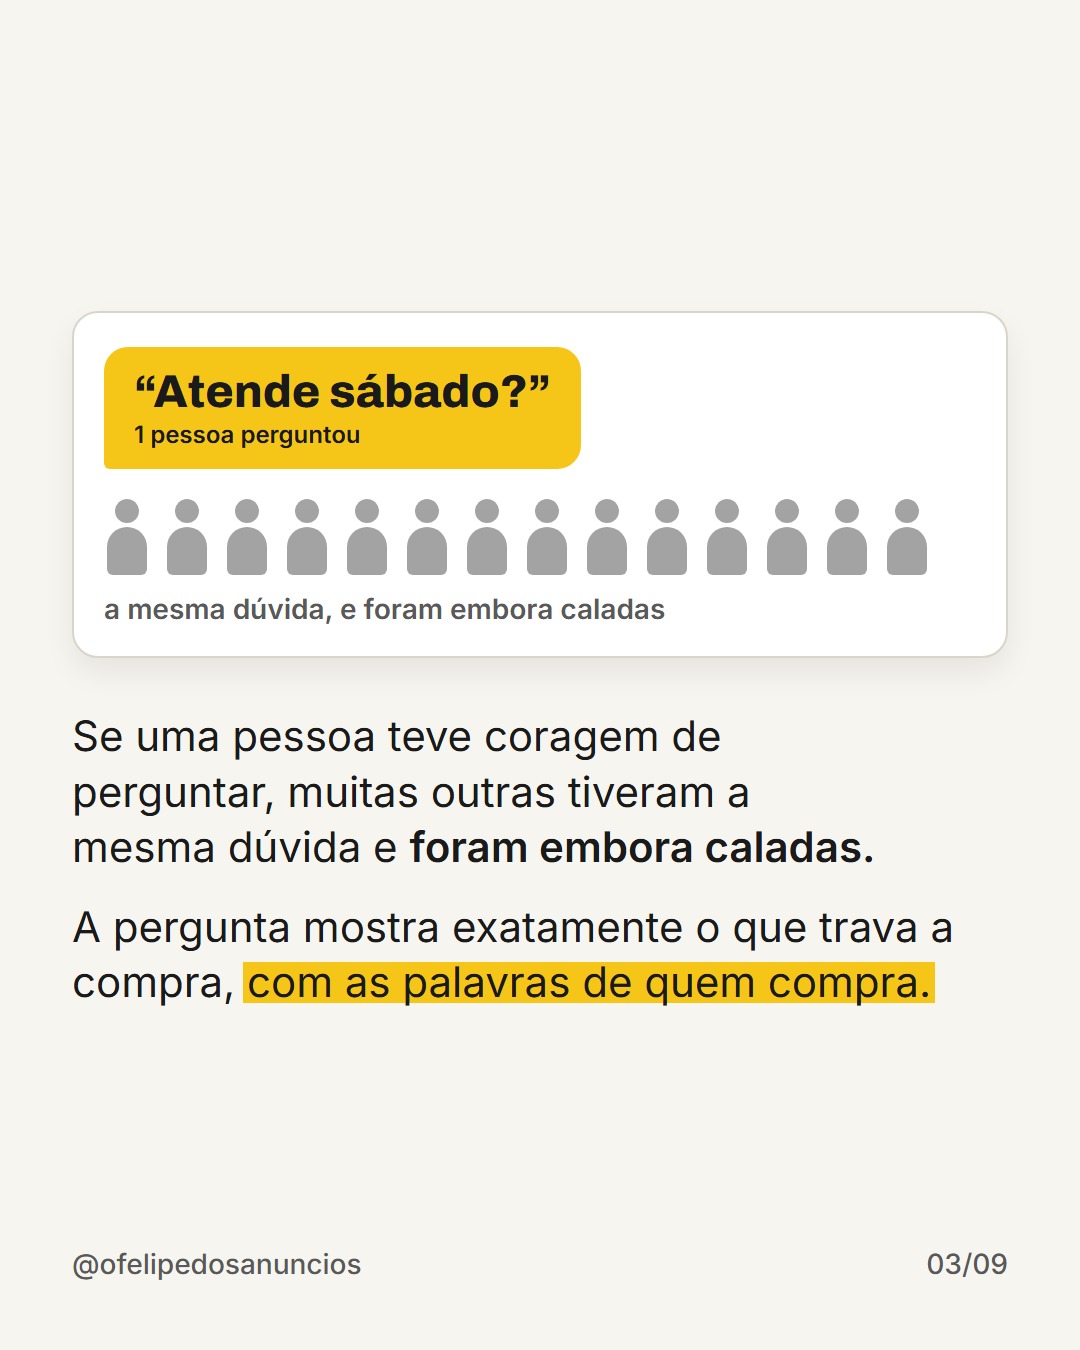 “Atende sábado?”
1 pessoa perguntou
a mesma dúvida, e foram embora caladas
Se uma pessoa teve coragem de
perguntar, muitas outras tiveram a
mesma dúvida e foram embora caladas.
A pergunta mostra exatamente o que trava a
compra, com as palavras de quem compra.
@ofelipedosanuncios
03/09